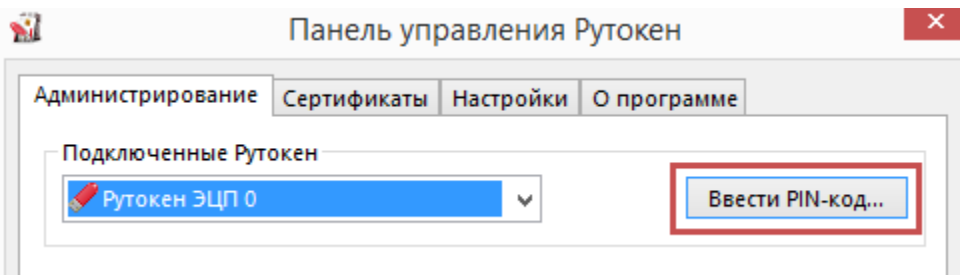 Панель управления Рутокен
Администрирование Сертификаты Настройки О программе
Подключенные Рутокен
Рутокен ЭЦП 0 Ввести PIN-код...